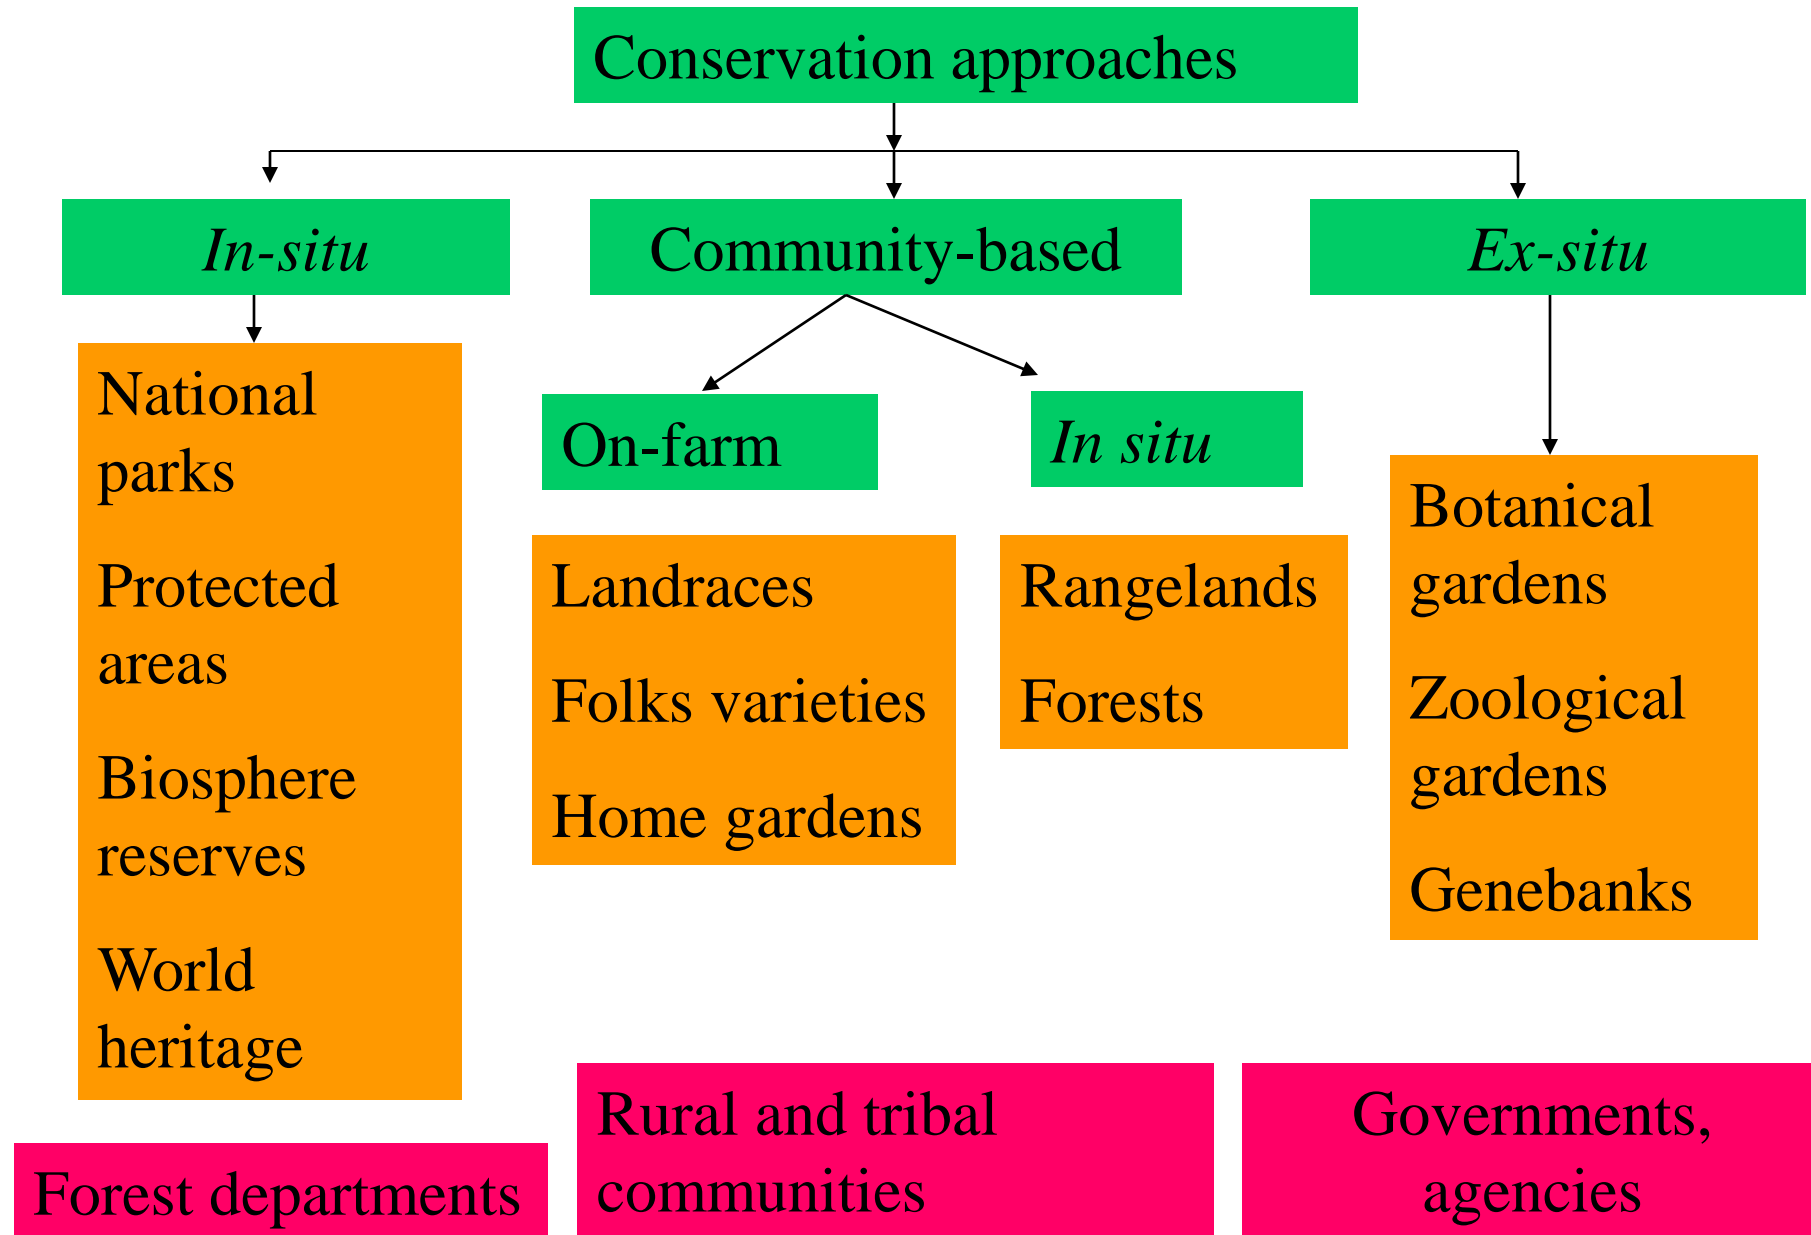 Conservation approaches
In-situ
Community-based
Ex-situ
National
parks
Protected
areas
Biosphere
reserves
World
heritage
On-farm
In situ
Landraces
Folks varieties
Home gardens
Rangelands
Forests
Botanical
gardens
Zoological
gardens
Genebanks
Forest departments
Rural and tribal
communities
Governments,
agencies